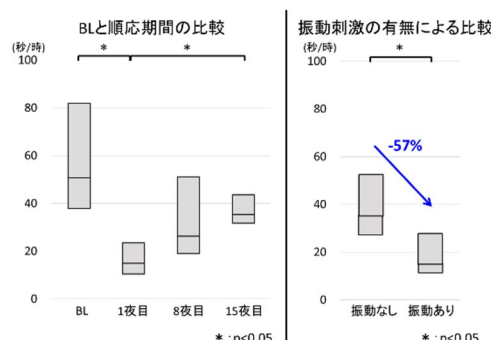 BLと順応期間の比較
(秒/時)
100
80
60
40
20
0
*
*
BL
1夜目
8夜目
15夜目
*:p<0.05
振動刺激の有無による比較
(秒/時)
100
80
60
40
20
0
*
-57%
振動なし
振動あり
*:p<0.05